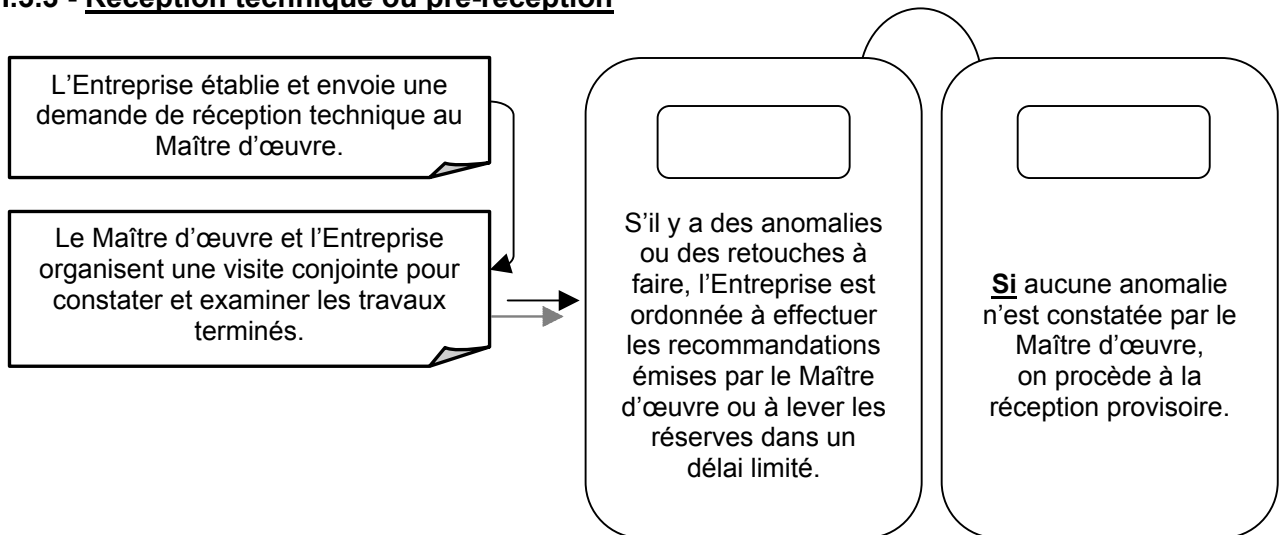 Réception technique ou pré-réception
L’Entreprise établie et envoie une
demande de réception technique au
Maître d’œuvre.
Le Maître d’œuvre et l’Entreprise
organisent une visite conjointe pour
constater et examiner les travaux
terminés.
S’il y a des anomalies
ou des retouches à
faire, l’Entreprise est
ordonnée à effectuer
les recommandations
émises par le Maître
d’œuvre ou à lever les
réserves dans un
délai limité.
Si aucune anomalie
n’est constatée par le
Maître d’œuvre,
on procède à la
réception provisoire.